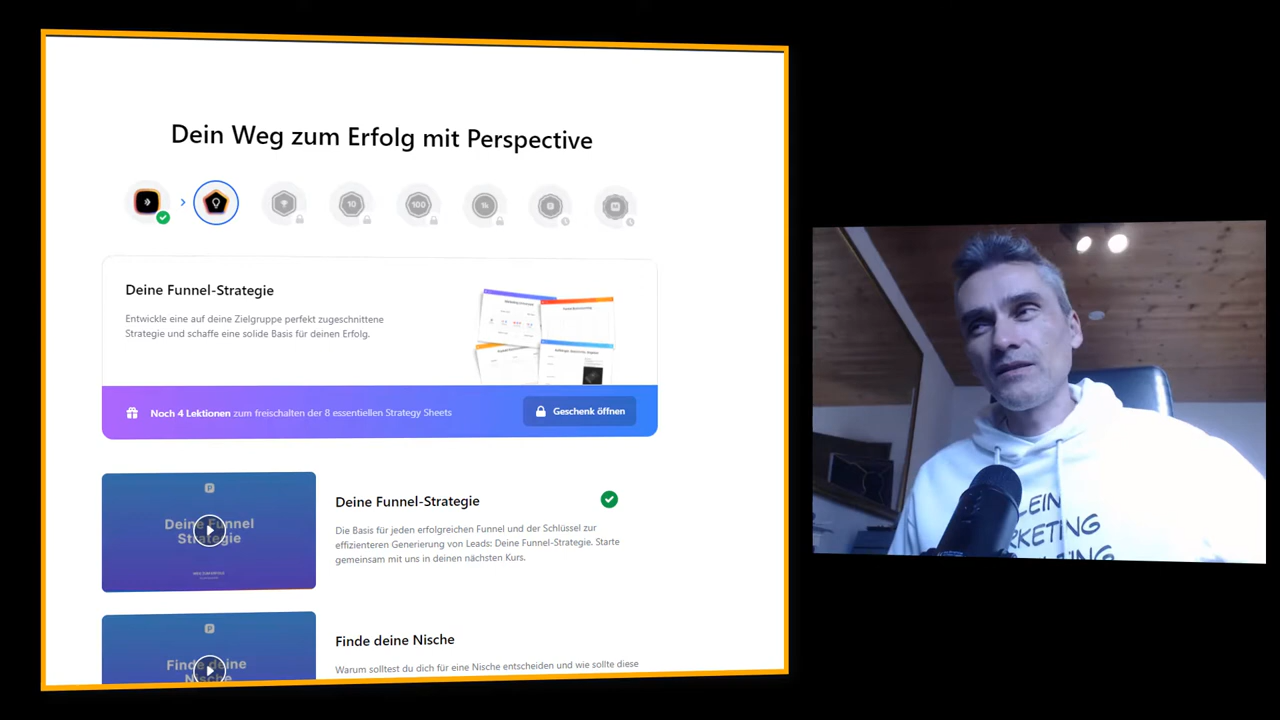 Dein Weg zum Erfolg mit Perspective
10
100
1k
Deine Funnel-Strategie
Entwickle eine auf deine Zielgruppe perfekt zugeschnittene
Strategie und schaffe eine solide Basis für deinen Erfolg.
Noch 4 Lektionen zum freischalten der 8 essentiellen Strategy Sheets
Geschenk öffnen
Deine Funnel
Strategie
Deine Funnel-Strategie
Die Basis für jeden erfolgreichen Funnel und der Schlüssel zur
effizienteren Generierung von Leads: Deine Funnel-Strategie. Starte
gemeinsam mit uns in deinen nächsten Kurs.
Finde deine
Nische
Finde deine Nische
Warum solltest du dich für eine Nische entscheiden und wie sollte diese